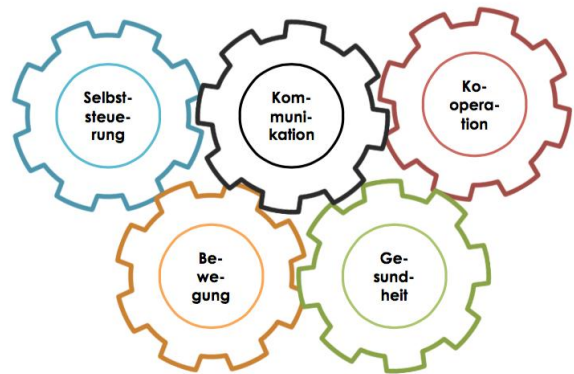 Selbst-
steue-
rung
Kom-
muni-
kation
Ko-
opera-
tion
Be-
we-
gung
Ge-
sund-
heit